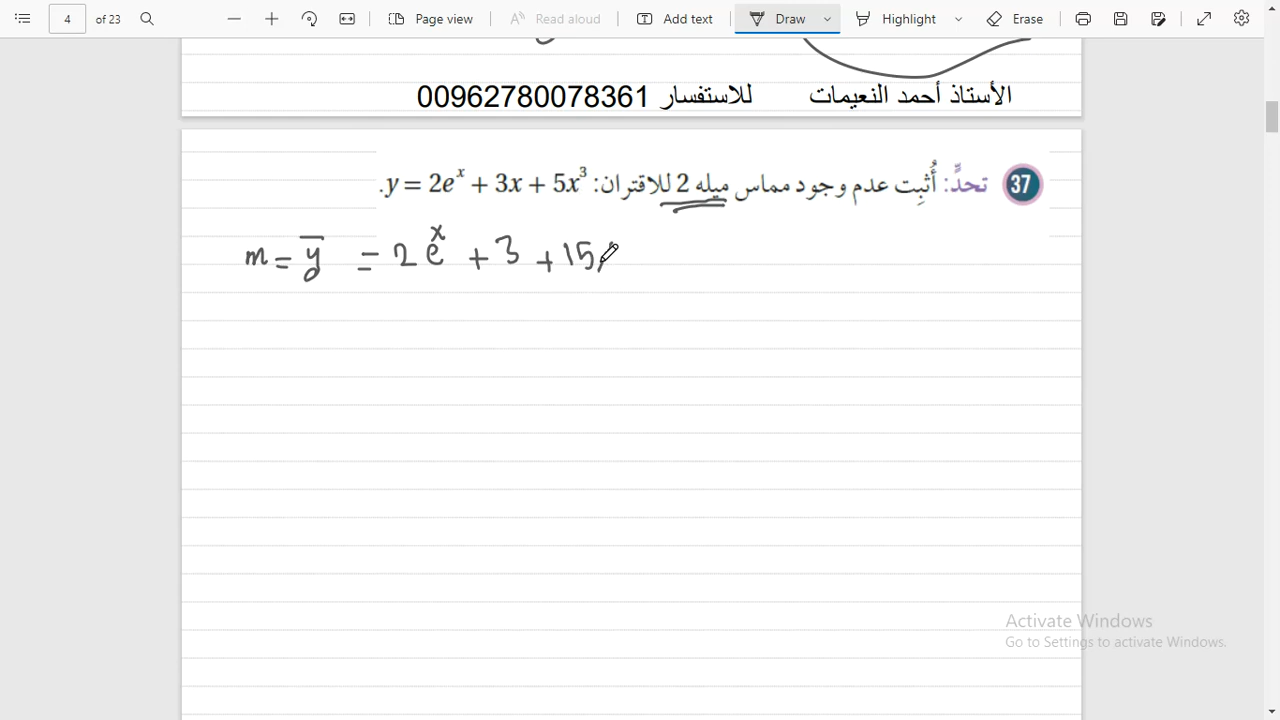 4 of 23 Page view Read aloud Add text Draw Highlight Erase
الأستاذ أحمد النعيمات للاستفسار 00962780078361
37 تحدٍّ: أُثبِت عدم وجود مماس ميله 2 للاقتران: y = 2e^x + 3x + 5x^3.
m = y̅ = 2e^x + 3 + 15
Activate Windows
Go to Settings to activate Windows.